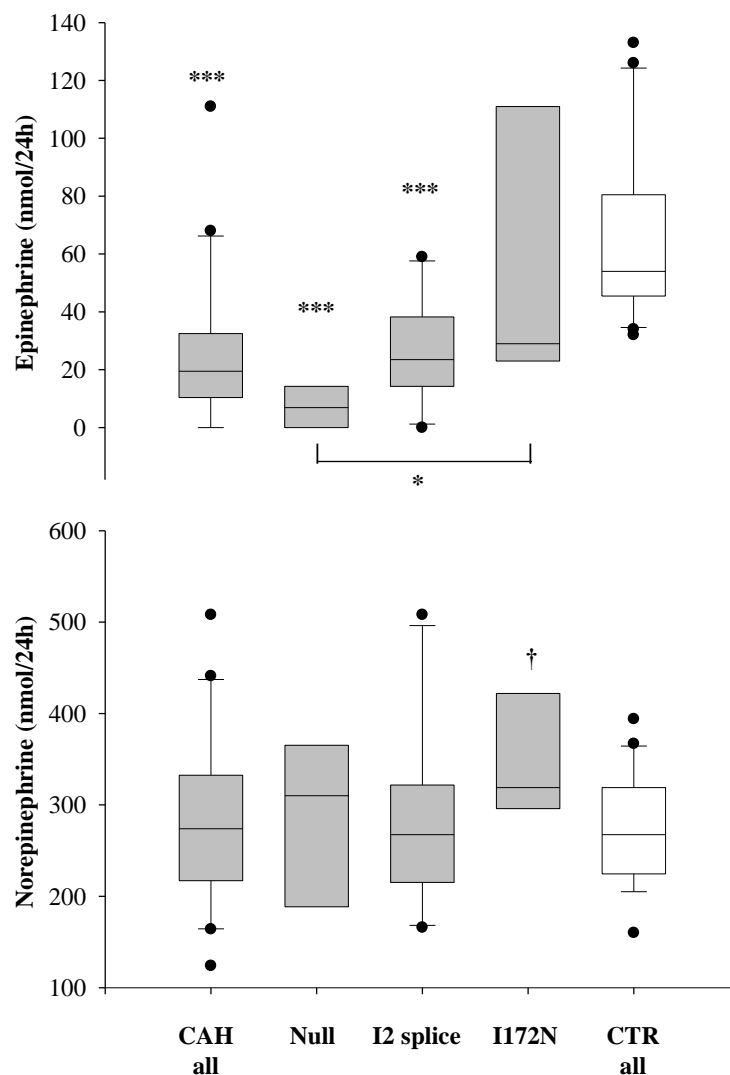 Epinephrine (nmol/24h)
140
120
100
80
60
40
20
0
***
***
***
*
Norepinephrine (nmol/24h)
600
500
400
300
200
100
†
CAH all
Null
I2 splice
I172N
CTR all